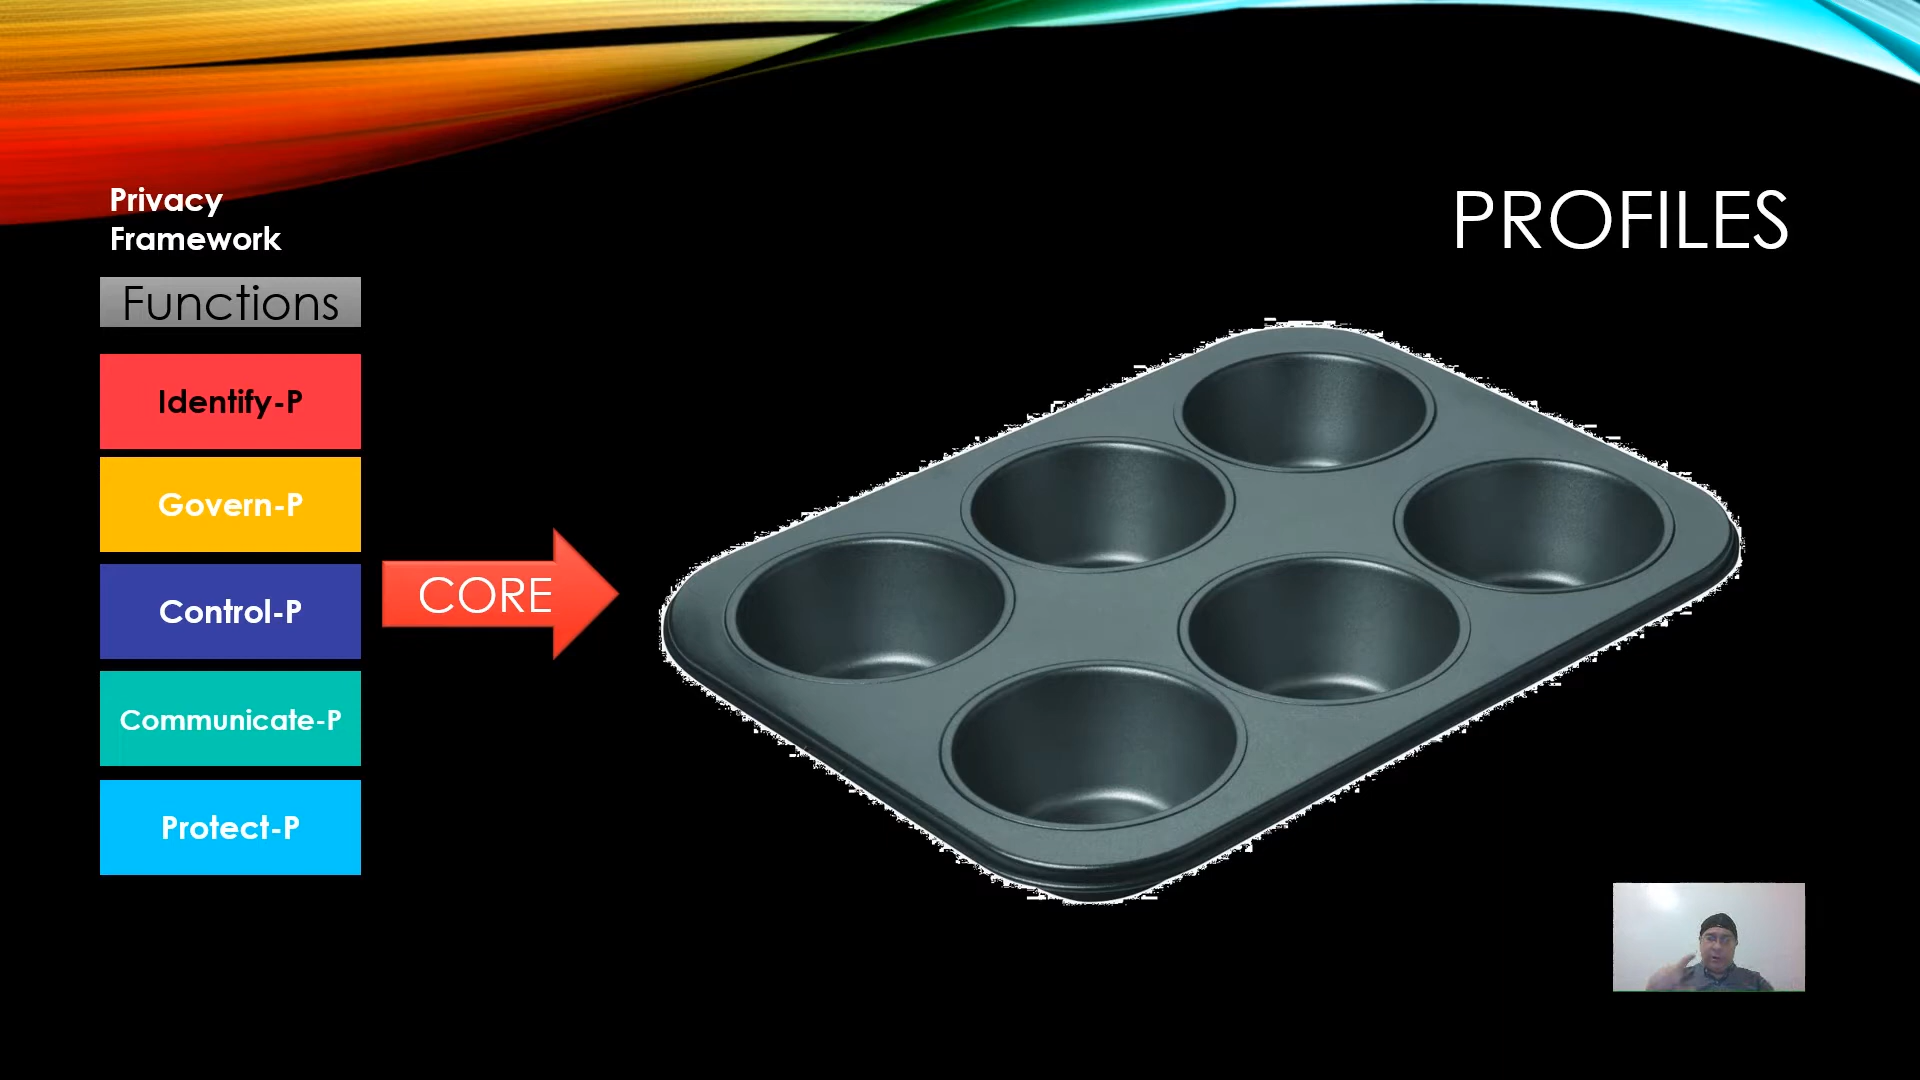 Privacy
Framework
PROFILES
Functions
Identify-P
Govern-P
Control-P
CORE
Communicate-P
Protect-P